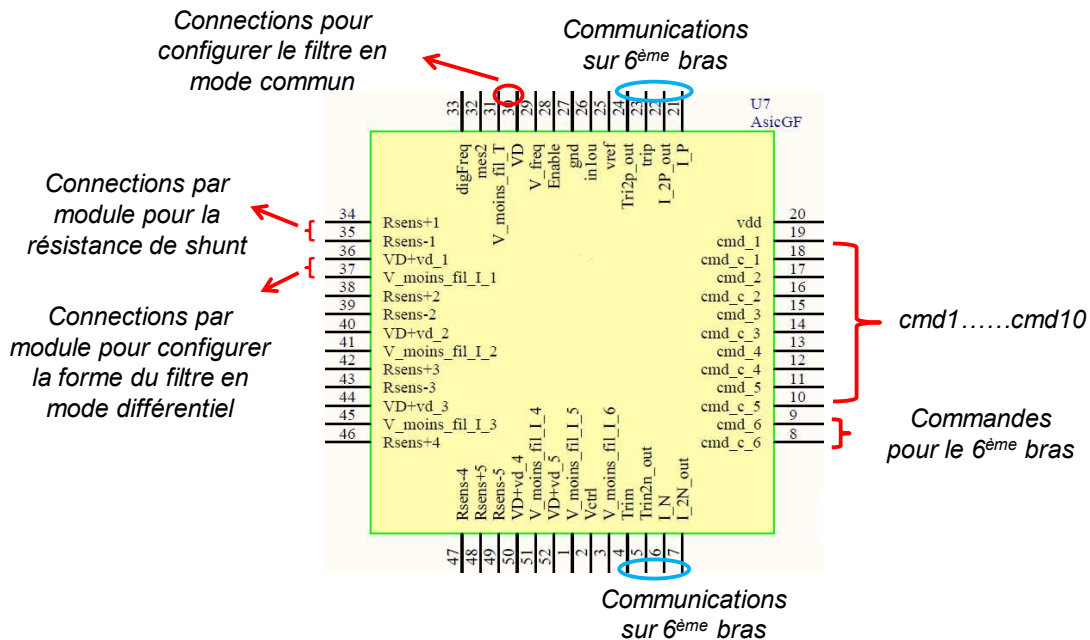 Connections pour
configurer le filtre en
mode commun
Communications
sur 6ème bras
U7
AsicGF
33
32
31
30
29
28
27
26
25
24
23
22
21
digFreq
mes2
V_moins_fil_T
VD
V_freq
Enable
gnd
in1ou
vref
Tri2p_out
trip
I_2P_out
I_P
Connections par
module pour la
résistance de shunt
Connections par
module pour configurer
la forme du filtre en
mode différentiel
34 Rsens+1
35 Rsens-1
36 VD+vd_1
37 V_moins_fil_I_1
38 Rsens+2
39 Rsens-2
40 VD+vd_2
41 V_moins_fil_I_2
42 Rsens+3
43 Rsens-3
44 VD+vd_3
45 V_moins_fil_I_3
46 Rsens+4
vdd 20
cmd_1 19
cmd_c_1 18
cmd_2 17
cmd_c_2 16
cmd_3 15
cmd_c_3 14
cmd_4 13
cmd_c_4 12
cmd_5 11
cmd_c_5 10
cmd_6 9
cmd_c_6 8
cmd1......cmd10
Commandes
pour le 6ème bras
Rsens-4
Rsens+5
Rsens-5
VD+vd_4
V_moins_fil_I_4
VD+vd_5
V_moins_fil_I_5
Vctrl
V_moins_fil_I_6
Trim
Trin2n_out
I_N
I_2N_out
47
48
49
50
51
52
1
2
3
4
5
6
7
Communications
sur 6ème bras